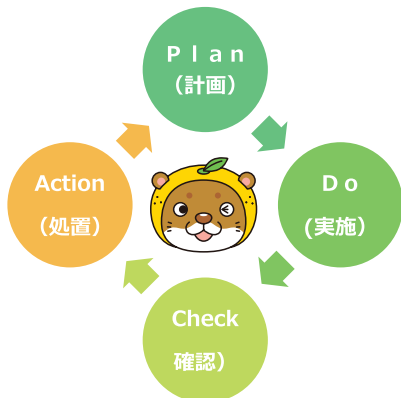 Ｐｌａｎ
（計画）
Ｄｏ
(実施）
Check
確認）
Action
（処置）